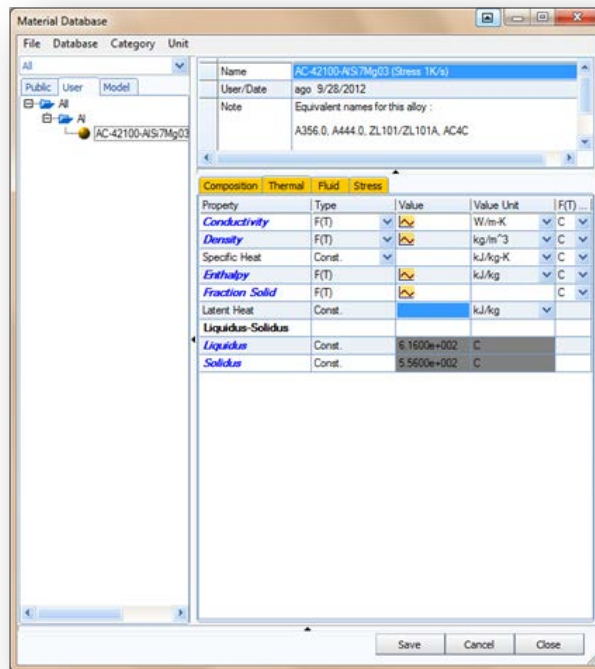 Material Database
File Database Category Unit
All
Public User Model
All
Al
AC-42100-AlSi7Mg03
Name AC-42100-AlSi7Mg03 (Stress 1K/s)
User/Date ago 9/28/2012
Note Equivalent names for this alloy :
A356.0, A444.0, ZL101/ZL101A, AC4C
Composition Thermal Fluid Stress
Property Type Value Value Unit F(T) ...
Conductivity F(T) W/m-K C
Density F(T) kg/m^3 C
Specific Heat Const. kJ/kg-K C
Enthalpy F(T) kJ/kg C
Fraction Solid F(T) C
Latent Heat Const. kJ/kg
Liquidus-Solidus
Liquidus Const. 6.1600e+002 C
Solidus Const. 5.5600e+002 C
Save Cancel Close